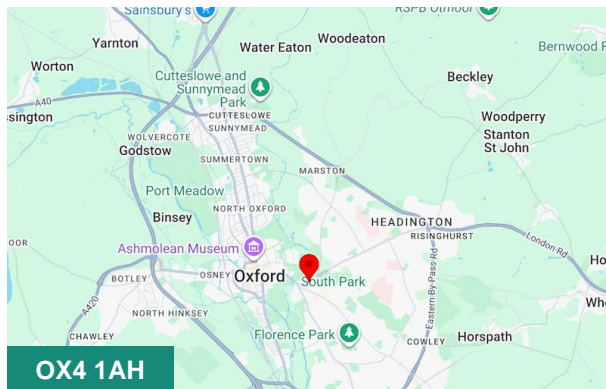 Sainsbury's
RSPB Otmoor
Yarnton
Water Eaton
Woodeaton
Bernwood F
Worton
Cutteslowe and
Sunnymead
Park
Beckley
A40
ssington
CUTTESLOWE
SUNNYMEAD
Woodperry
WOLVERCOTE
Stanton
St John
Godstow
SUMMERTOWN
MARSTON
Port Meadow
NORTH OXFORD
Binsey
HEADINGTON
RISINGHURST
OOR
Ashmolean Museum
London Rd
Ho
BOTLEY
OSNEY
Oxford
South Park
Eastern By-Pass Rd
Whe
A420
NORTH HINKSEY
Florence Park
CHAWLEY
COWLEY
Horspath
OX4 1AH